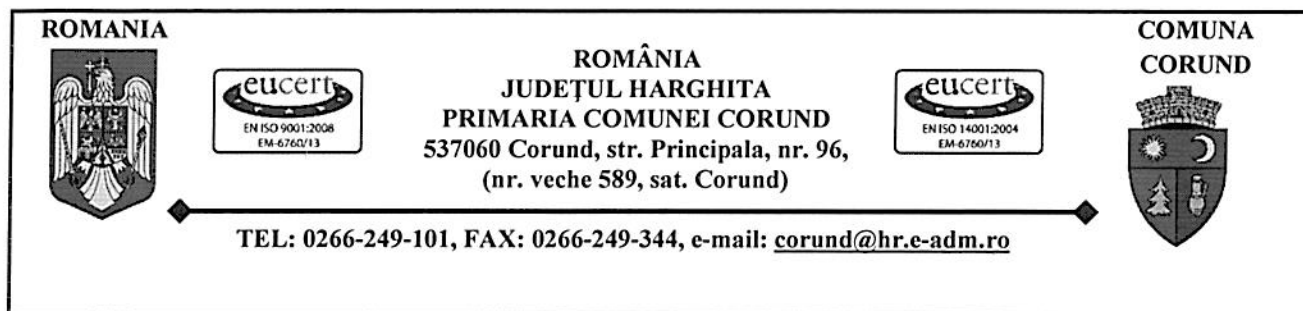 ROMANIA
COMUNA
CORUND
eucert
EN ISO 9001:2008
EM-6760/13
ROMÂNIA
JUDEŢUL HARGHITA
PRIMARIA COMUNEI CORUND
537060 Corund, str. Principala, nr. 96,
(nr. veche 589, sat. Corund)
eucert
EN ISO 14001:2004
EM-6760/13
TEL: 0266-249-101, FAX: 0266-249-344, e-mail: corund@hr.e-adm.ro